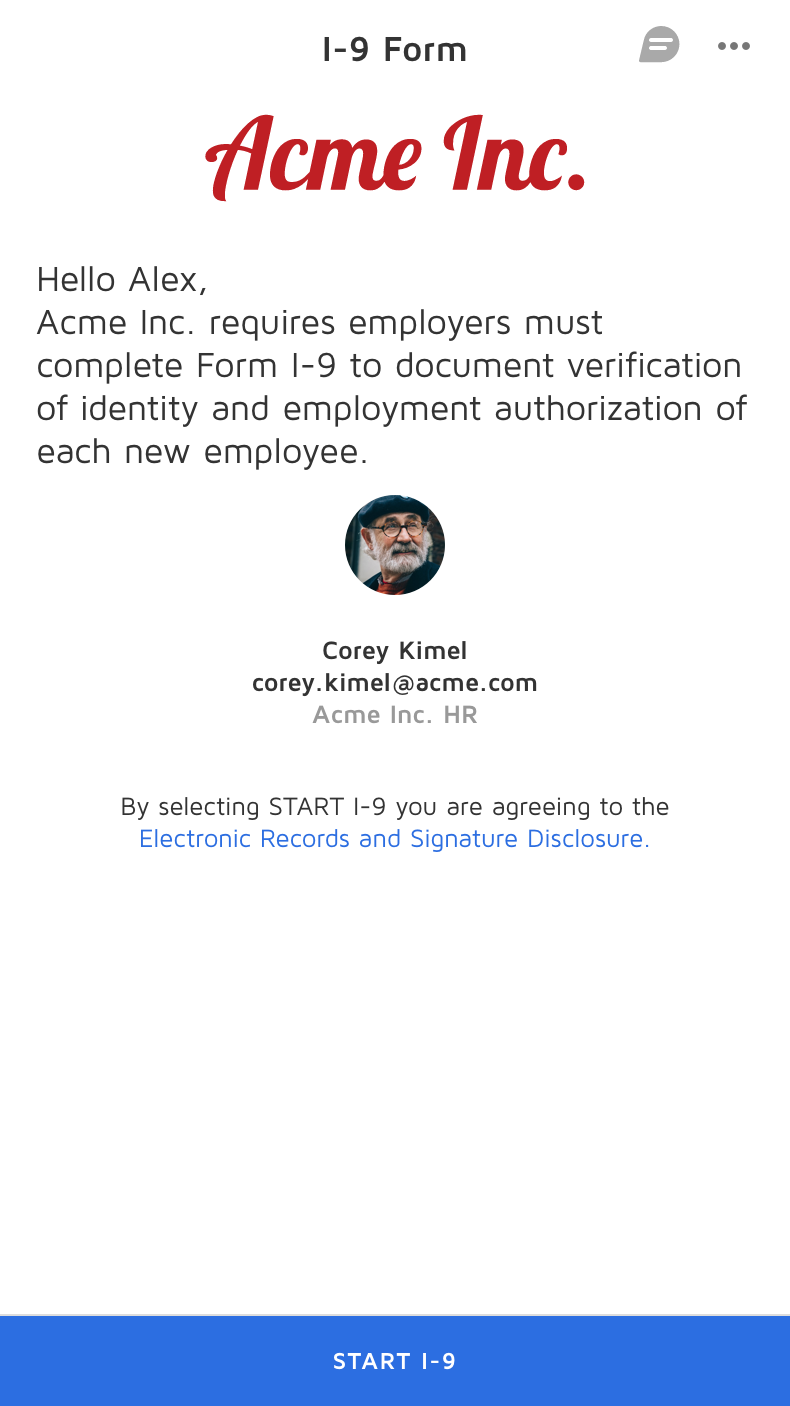 I-9 Form
Acme Inc.
Hello Alex,
Acme Inc. requires employers must
complete Form I-9 to document verification
of identity and employment authorization of
each new employee.
Corey Kimel
corey.kimel@acme.com
Acme Inc. HR
By selecting START I-9 you are agreeing to the
Electronic Records and Signature Disclosure.
START I-9